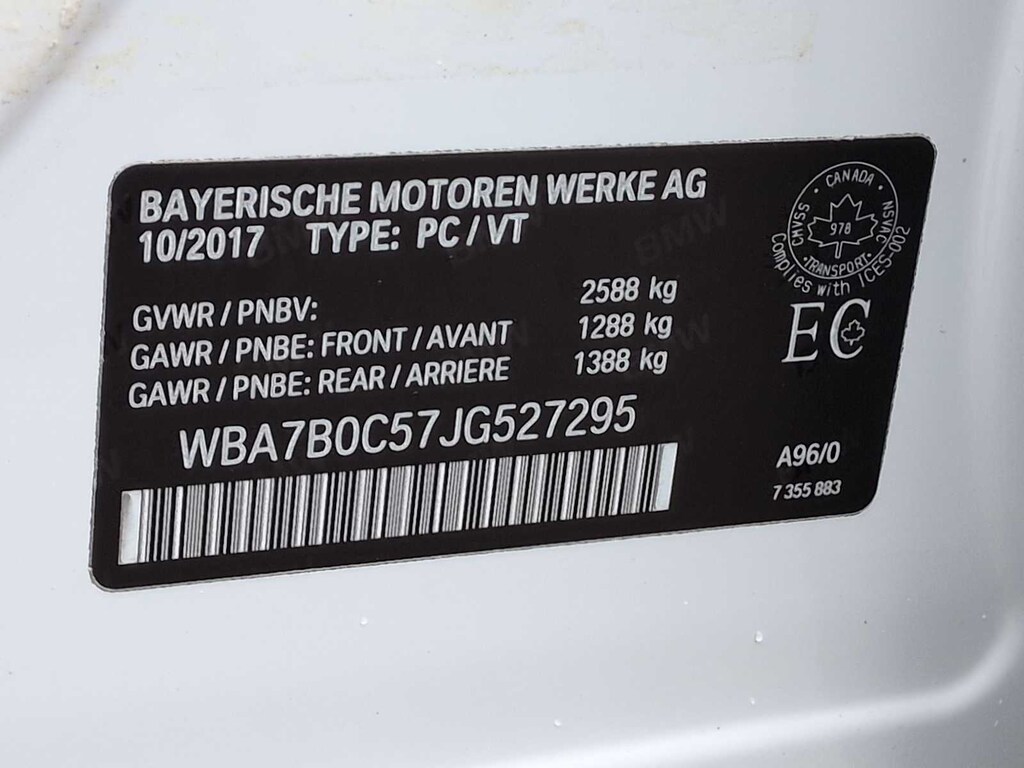 BAYERISCHE MOTOREN WERKE AG
10/2017 TYPE: PC / VT
GVWR / PNBV: 2588 kg
GAWR / PNBE: FRONT / AVANT 1288 kg
GAWR / PNBE: REAR / ARRIERE 1388 kg
WBA7B0C57JG527295
CANADA
CMVSS
NSVAC
978
TRANSPORT
Complies with ICES-002
EC
A96/0
7 355 883
BMW